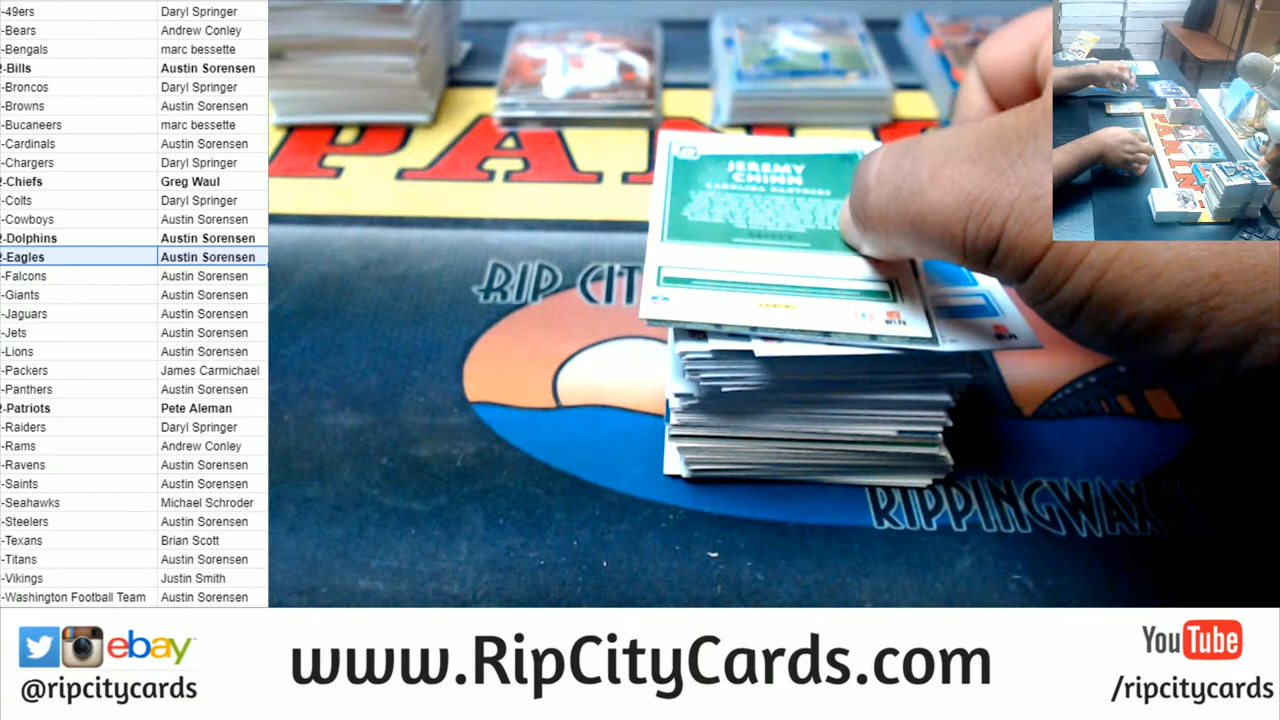 -49ers Daryl Springer
-Bears Andrew Conley
-Bengals marc bessette
2-Bills Austin Sorensen
-Broncos Daryl Springer
-Browns Austin Sorensen
-Bucaneers marc bessette
-Cardinals Austin Sorensen
-Chargers Daryl Springer
2-Chiefs Greg Waul
-Colts Daryl Springer
-Cowboys Austin Sorensen
2-Dolphins Austin Sorensen
2-Eagles Austin Sorensen
-Falcons Austin Sorensen
-Giants Austin Sorensen
-Jaguars Austin Sorensen
-Jets Austin Sorensen
-Lions Austin Sorensen
-Packers James Carmichael
-Panthers Austin Sorensen
2-Patriots Pete Aleman
-Raiders Daryl Springer
-Rams Andrew Conley
-Ravens Austin Sorensen
-Saints Austin Sorensen
-Seahawks Michael Schroder
-Steelers Austin Sorensen
-Texans Brian Scott
-Titans Austin Sorensen
-Vikings Justin Smith
-Washington Football Team Austin Sorensen
PANI
JEREMY
CHINN
CAROLINA PANTHERS
RIP CIT
RIPPINGWAX
PANINI
ebay
@ripcitycards
www.RipCityCards.com
YouTube
/ripcitycards